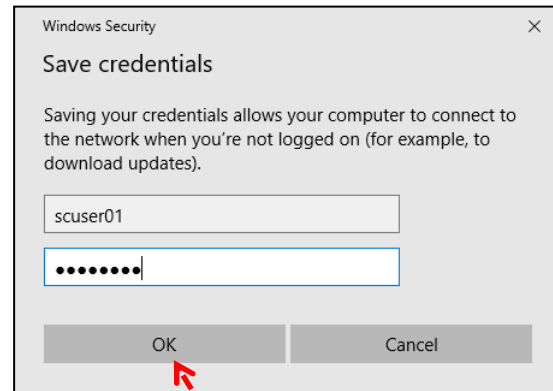 Windows Security
Save credentials
Saving your credentials allows your computer to connect to
the network when you're not logged on (for example, to
download updates).
scuser01
••••••••
OK Cancel